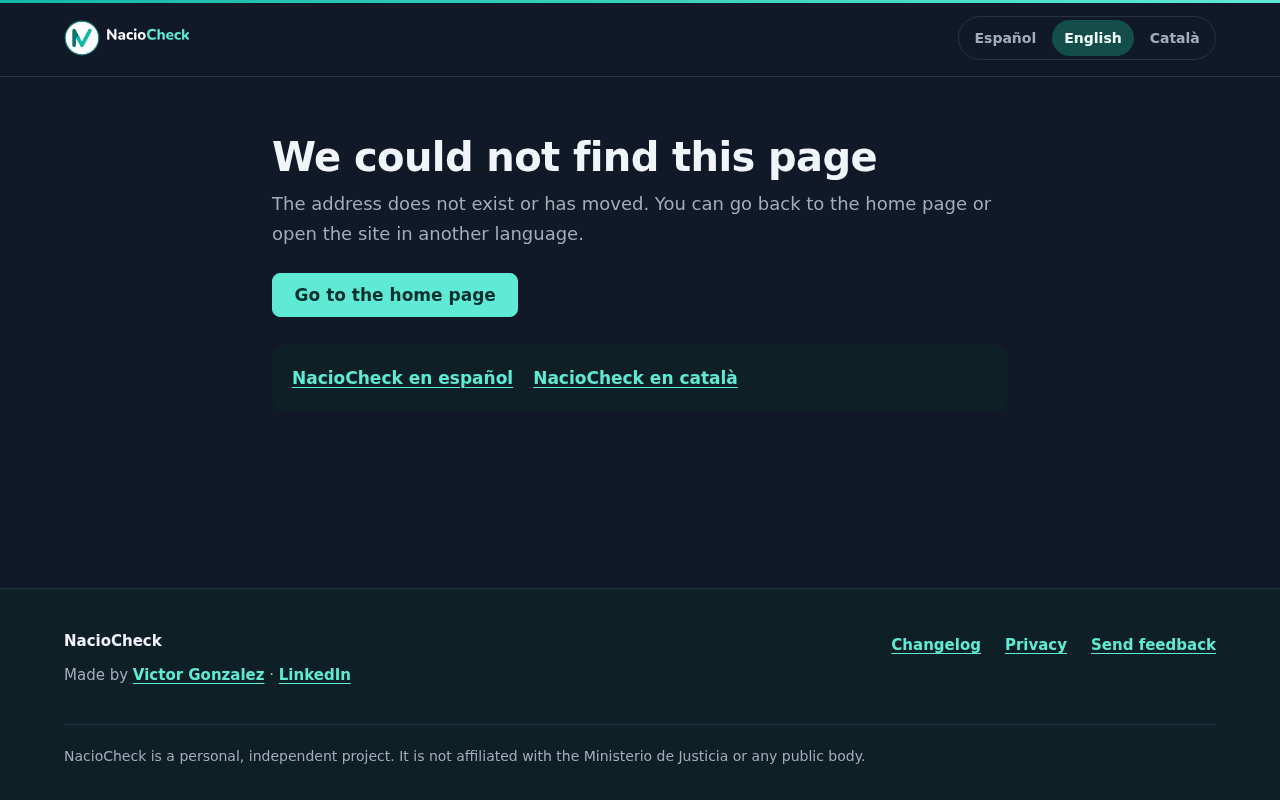 NacioCheck
Español English Català
We could not find this page
The address does not exist or has moved. You can go back to the home page or
open the site in another language.
Go to the home page
NacioCheck en español NacioCheck en català
NacioCheck
Changelog Privacy Send feedback
Made by Victor Gonzalez · LinkedIn
NacioCheck is a personal, independent project. It is not affiliated with the Ministerio de Justicia or any public body.